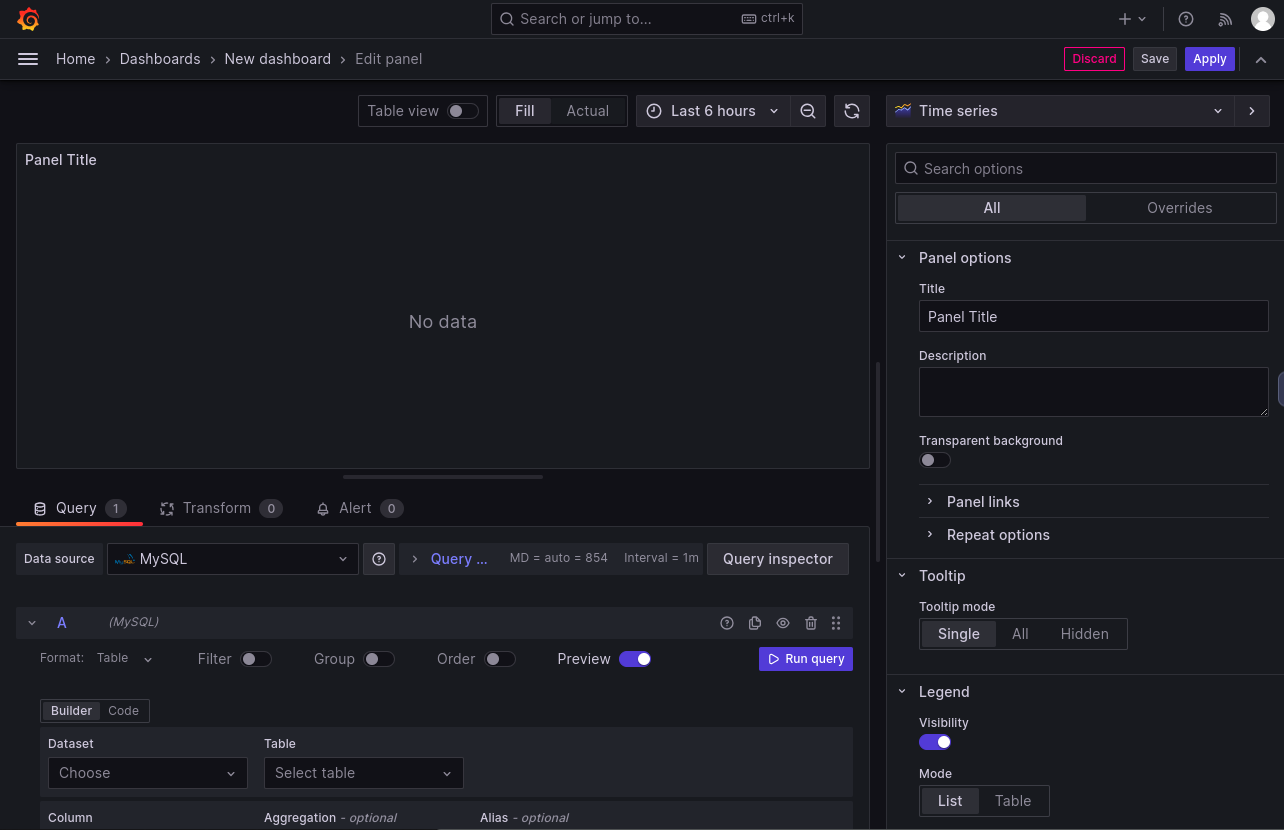 Search or jump to... ctrl+k
Home › Dashboards › New dashboard › Edit panel Discard Save Apply
Table view Fill Actual Last 6 hours Time series
Panel Title
No data
Search options
All Overrides
Panel options
Title
Panel Title
Description
Transparent background
Panel links
Repeat options
Tooltip
Tooltip mode
Single All Hidden
Legend
Visibility
Mode
List Table
Query 1 Transform 0 Alert 0
Data source MySQL Query ... MD = auto = 854 Interval = 1m Query inspector
A (MySQL)
Format: Table Filter Group Order Preview Run query
Builder Code
Dataset Table
Choose Select table
Column Aggregation - optional Alias - optional